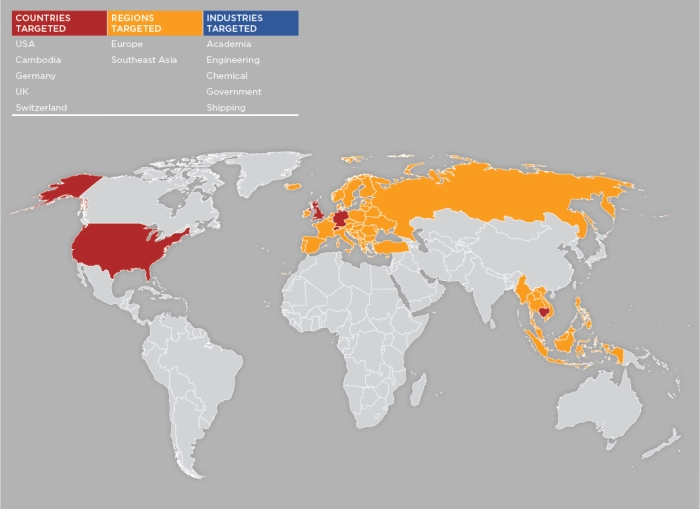 COUNTRIES TARGETED
REGIONS TARGETED
INDUSTRIES TARGETED
USA
Europe
Academia
Cambodia
Southeast Asia
Engineering
Germany
Chemical
UK
Government
Switzerland
Shipping